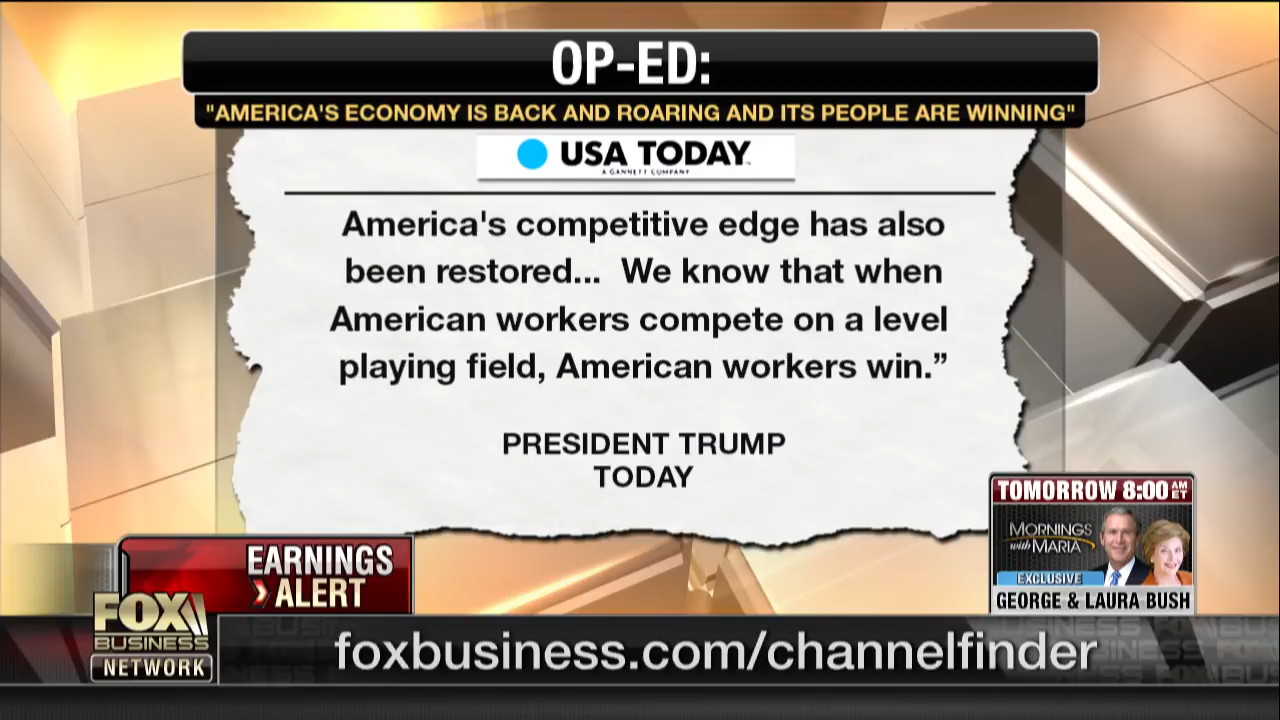 OP-ED:
"AMERICA'S ECONOMY IS BACK AND ROARING AND ITS PEOPLE ARE WINNING"
USA TODAY
A GANNETT COMPANY
America's competitive edge has also
been restored... We know that when
American workers compete on a level
playing field, American workers win.”
PRESIDENT TRUMP
TODAY
TOMORROW 8:00 AM ET
MORNINGS
with MARIA
EXCLUSIVE
GEORGE & LAURA BUSH
EARNINGS
ALERT
FOX
BUSINESS
NETWORK
foxbusiness.com/channelfinder